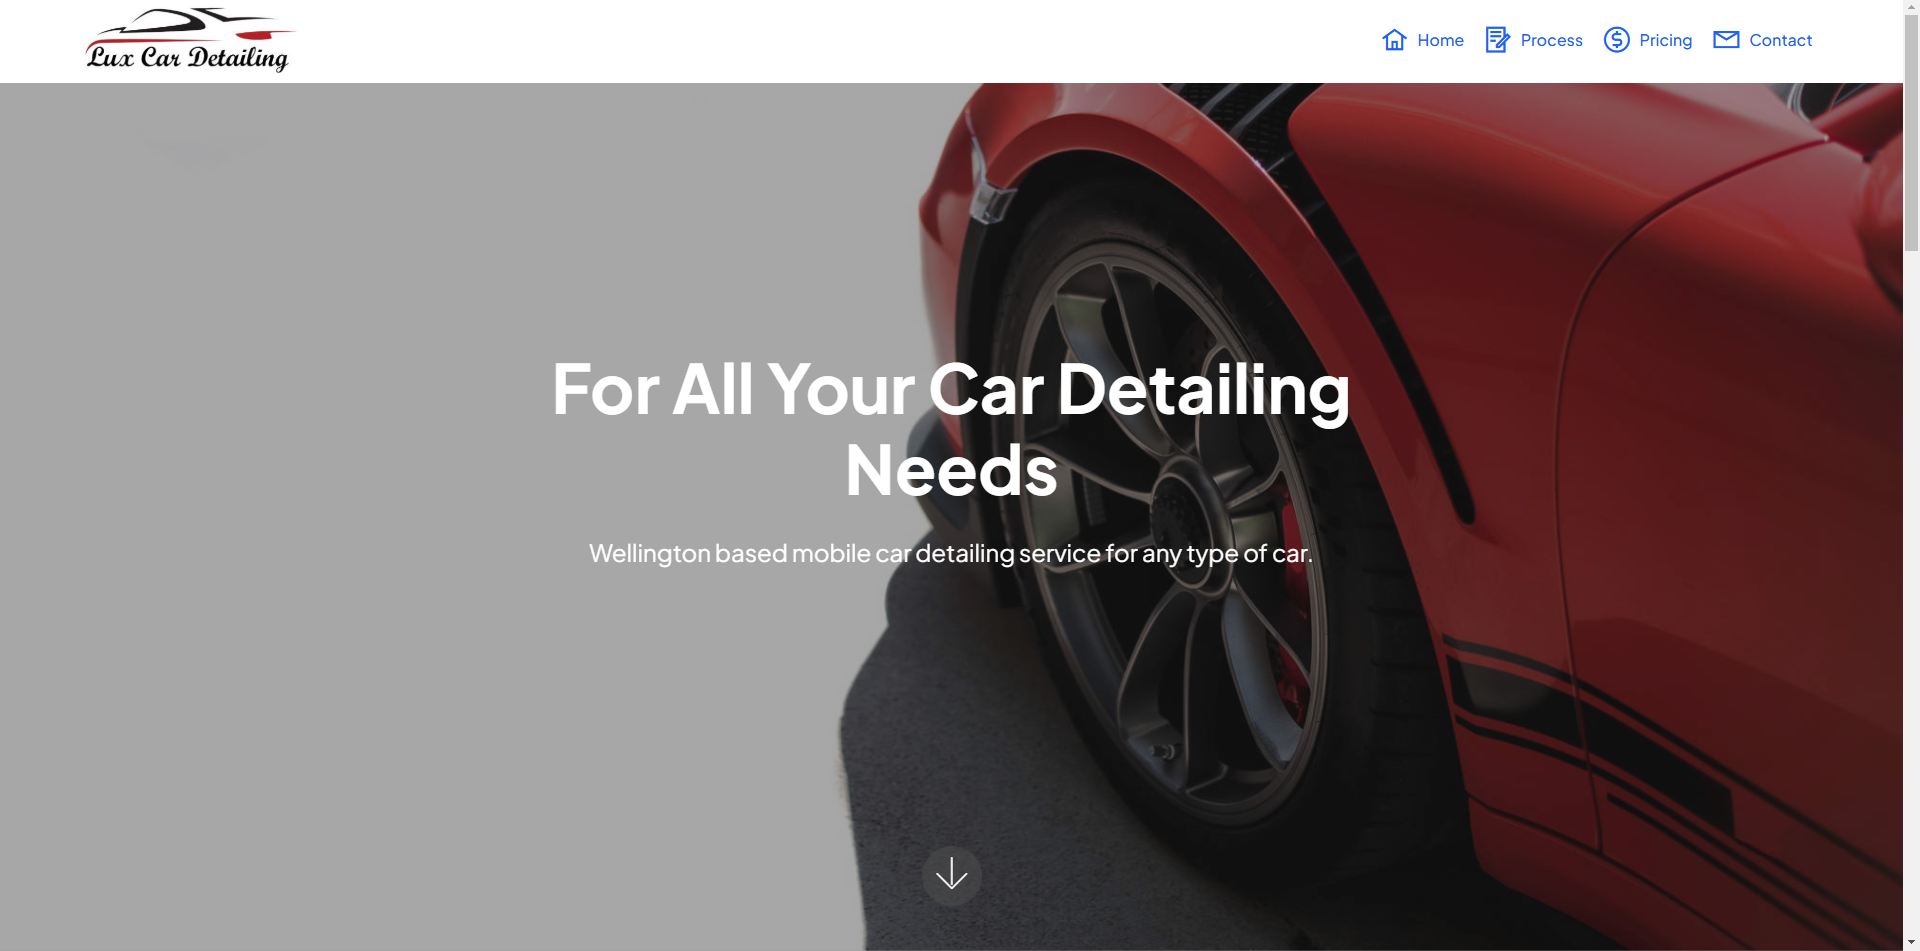 Lux Car Detailing
Home
Process
Pricing
Contact
For All Your Car Detailing
Needs
Wellington based mobile car detailing service for any type of car.